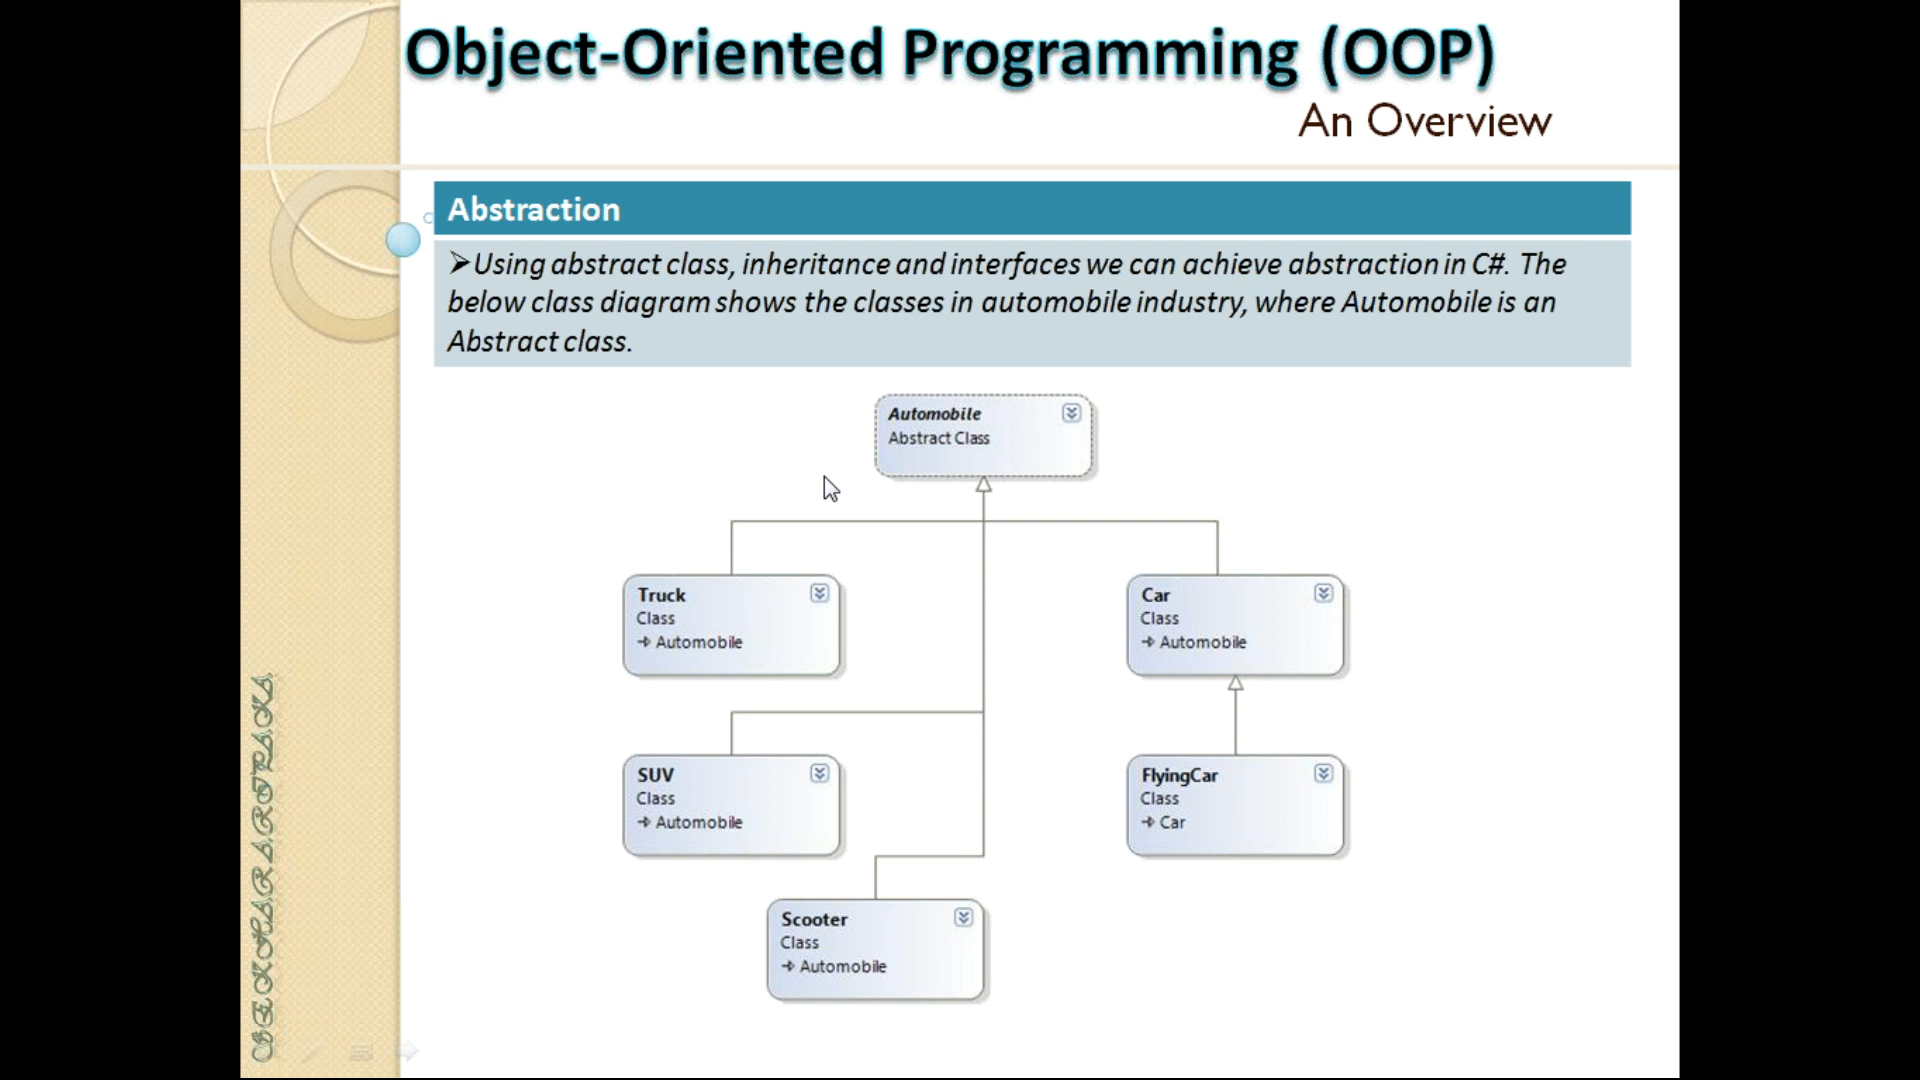 Object-Oriented Programming (OOP)
An Overview
Abstraction
➢Using abstract class, inheritance and interfaces we can achieve abstraction in C#. The
below class diagram shows the classes in automobile industry, where Automobile is an
Abstract class.
Automobile
Abstract Class
Truck
Class
Automobile
Car
Class
Automobile
SUV
Class
Automobile
FlyingCar
Class
Car
Scooter
Class
Automobile